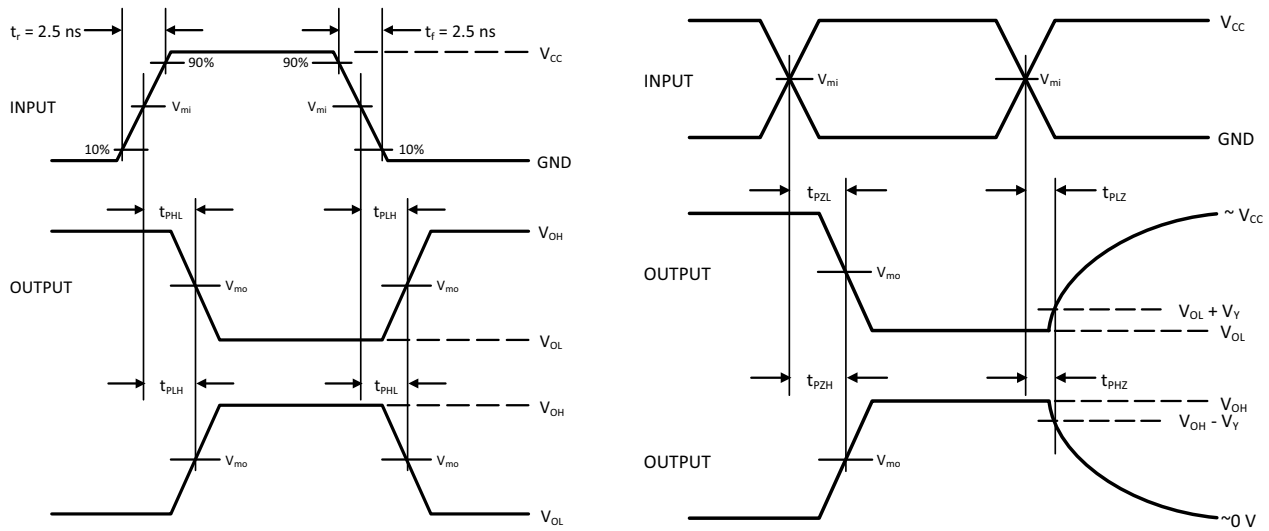 t_r = 2.5 ns
t_f = 2.5 ns
V_CC
90%
90%
INPUT
V_mi
V_mi
10%
10%
GND
t_PHL
t_PLH
V_OH
OUTPUT
V_mo
V_mo
V_OL
t_PLH
t_PHL
V_OH
V_mo
V_mo
V_OL
V_CC
INPUT
V_mi
V_mi
GND
t_PZL
t_PLZ
~ V_CC
OUTPUT
V_mo
V_OL + V_Y
V_OL
t_PZH
t_PHZ
V_OH
V_OH - V_Y
OUTPUT
V_mo
~0 V